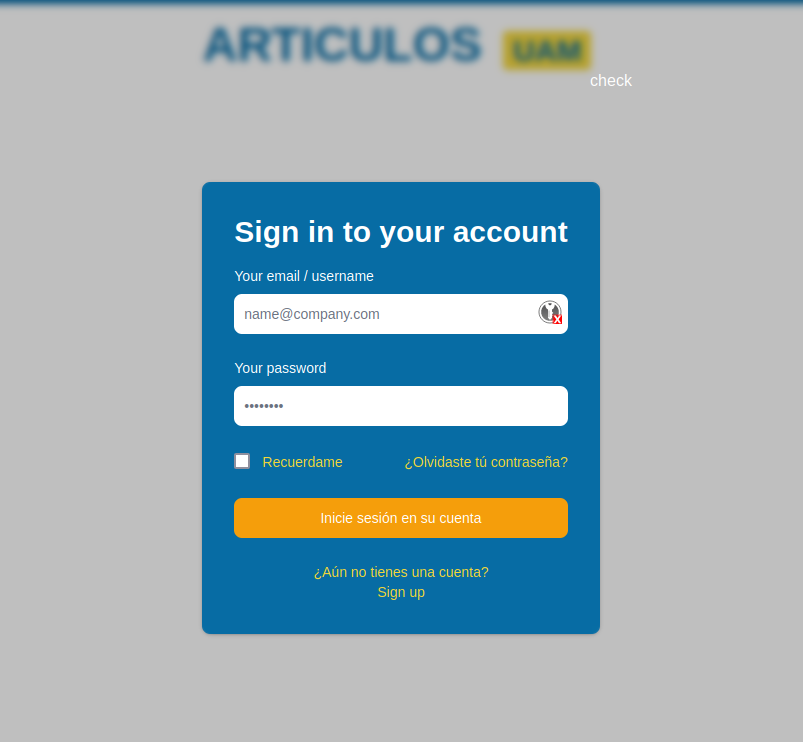 ARTICULOS UAM
check
Sign in to your account
Your email / username
name@company.com
Your password
••••••••
Recuerdame ¿Olvidaste tú contraseña?
Inicie sesión en su cuenta
¿Aún no tienes una cuenta?
Sign up